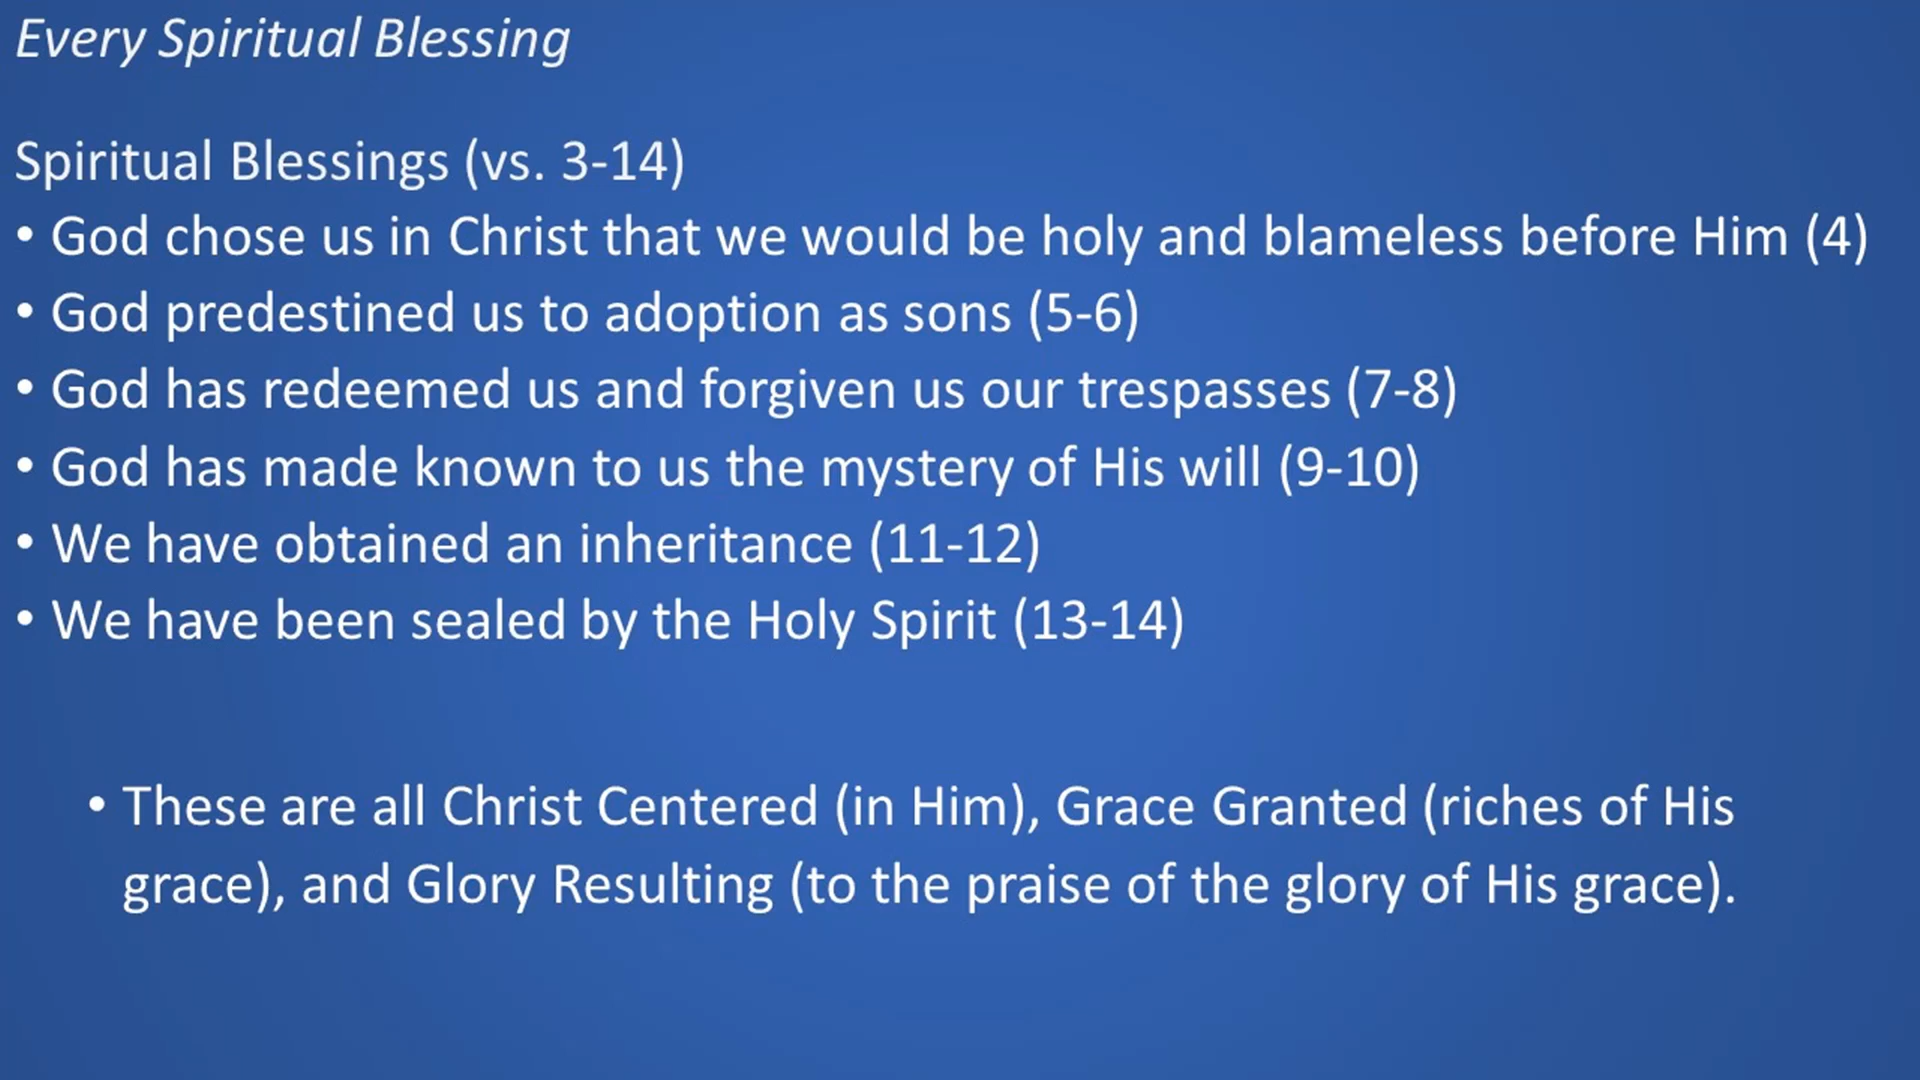 Every Spiritual Blessing
Spiritual Blessings (vs. 3-14)
• God chose us in Christ that we would be holy and blameless before Him (4)
• God predestined us to adoption as sons (5-6)
• God has redeemed us and forgiven us our trespasses (7-8)
• God has made known to us the mystery of His will (9-10)
• We have obtained an inheritance (11-12)
• We have been sealed by the Holy Spirit (13-14)
• These are all Christ Centered (in Him), Grace Granted (riches of His
grace), and Glory Resulting (to the praise of the glory of His grace).